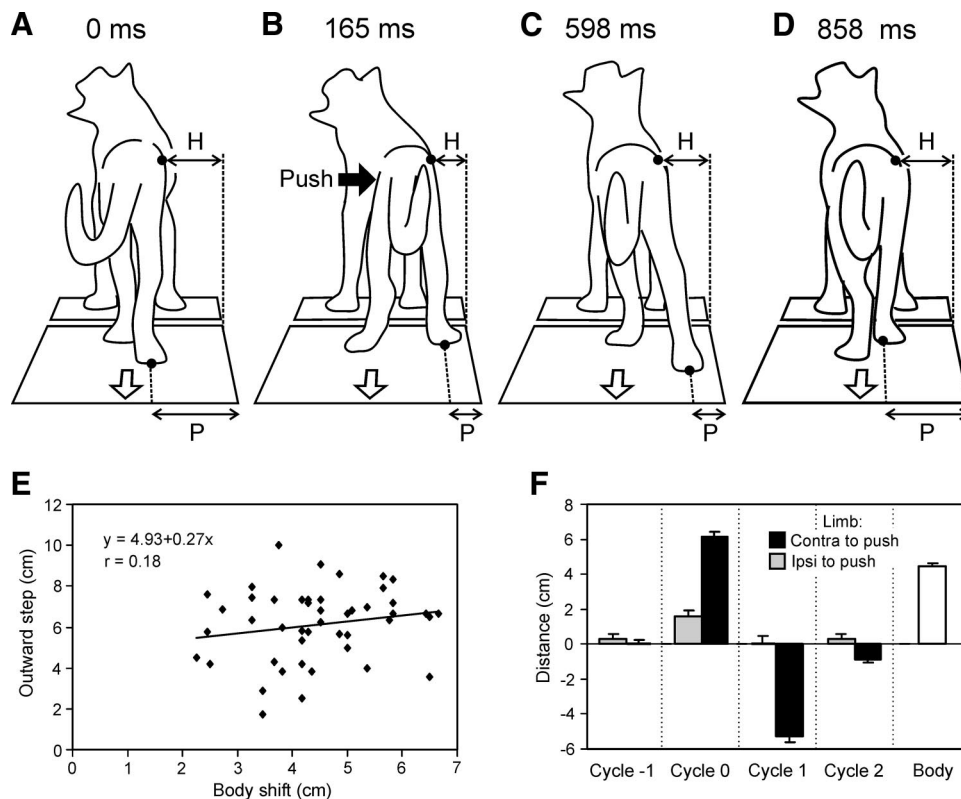 A 0 ms
B 165 ms
C 598 ms
D 858 ms
H
H
H
H
Push
P
P
P
P
E
12
10
8
6
4
2
0
y = 4.93+0.27x
r = 0.18
Outward step (cm)
0 1 2 3 4 5 6 7
Body shift (cm)
F
8
6
4
2
0
-2
-4
-6
Distance (cm)
Limb:
Contra to push
Ipsi to push
Cycle -1 Cycle 0 Cycle 1 Cycle 2 Body